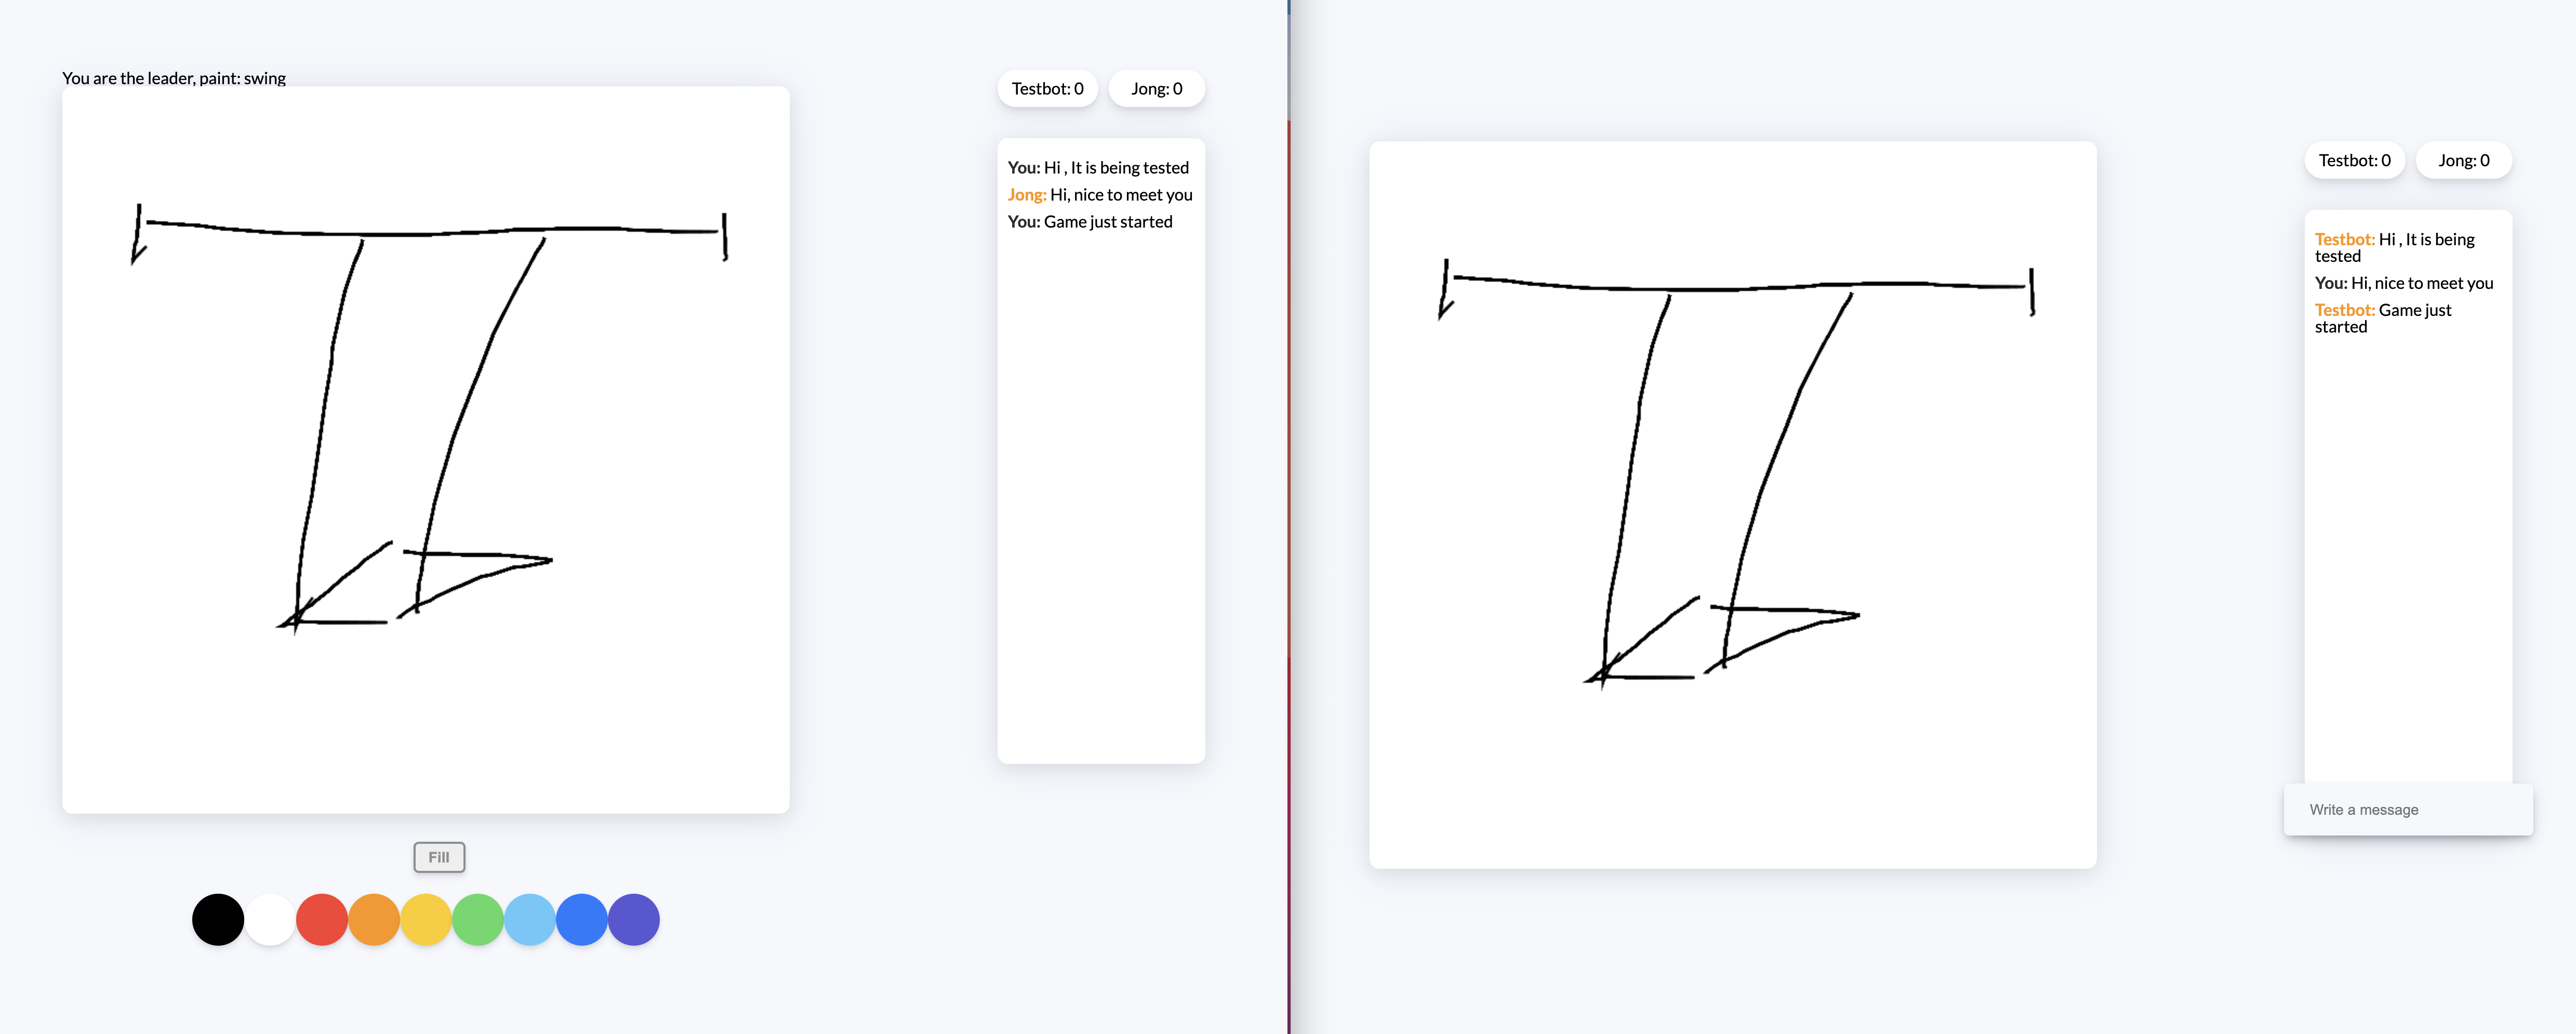 You are the leader, paint: swing
Testbot: 0
Jong: 0
You: Hi , It is being tested
Jong: Hi, nice to meet you
You: Game just started
Fill
Testbot: 0
Jong: 0
Testbot: Hi , It is being
tested
You: Hi, nice to meet you
Testbot: Game just
started
Write a message